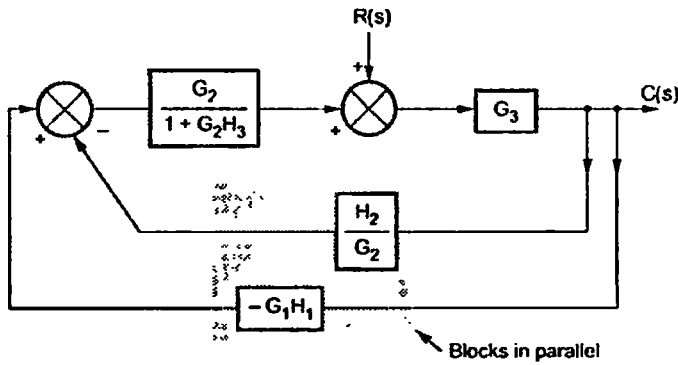 R(s)
+
G₂
1 + G₂H₃
+
−
+
G₃
C(s)
H₂
G₂
− G₁H₁
Blocks in parallel